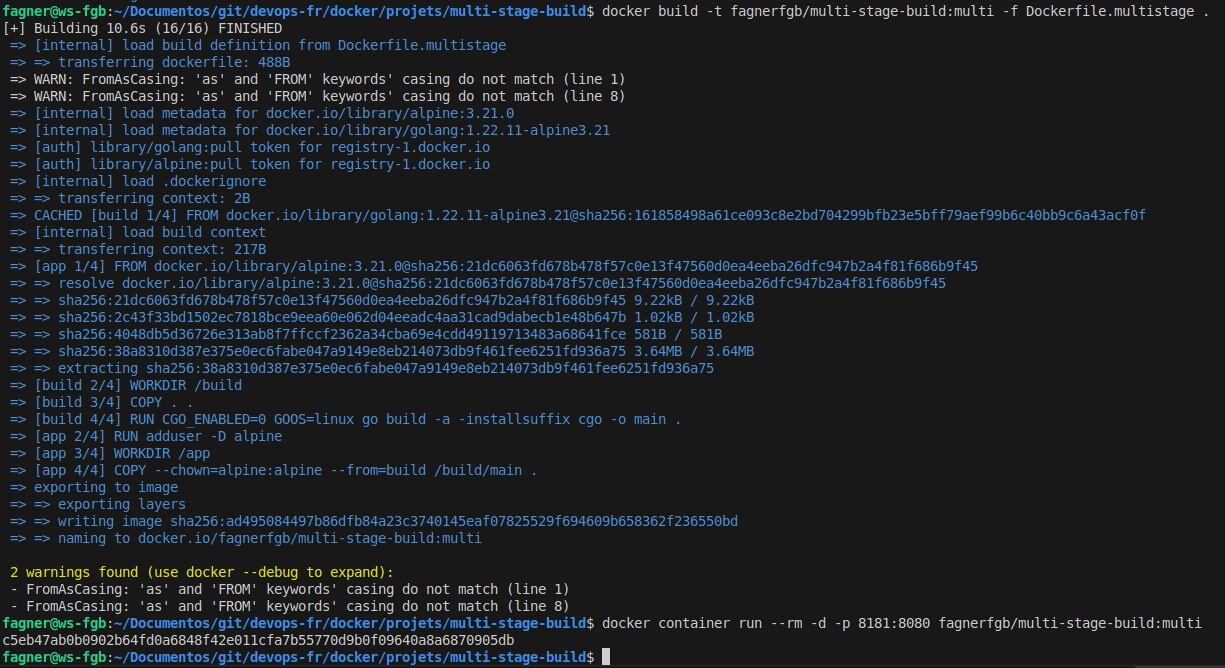 fagner@ws-fgb:~/Documentos/git/devops-fr/docker/projets/multi-stage-build$ docker build -t fagnerfgb/multi-stage-build:multi -f Dockerfile.multistage .
[+] Building 10.6s (16/16) FINISHED
=> [internal] load build definition from Dockerfile.multistage
=> => transferring dockerfile: 488B
=> WARN: FromAsCasing: 'as' and 'FROM' keywords' casing do not match (line 1)
=> WARN: FromAsCasing: 'as' and 'FROM' keywords' casing do not match (line 8)
=> [internal] load metadata for docker.io/library/alpine:3.21.0
=> [internal] load metadata for docker.io/library/golang:1.22.11-alpine3.21
=> [auth] library/golang:pull token for registry-1.docker.io
=> [auth] library/alpine:pull token for registry-1.docker.io
=> [internal] load .dockerignore
=> => transferring context: 2B
=> CACHED [build 1/4] FROM docker.io/library/golang:1.22.11-alpine3.21@sha256:161858498a61ce093c8e2bd704299bfb23e5bff79aef99b6c40bb9c6a43acf0f
=> [internal] load build context
=> => transferring context: 217B
=> [app 1/4] FROM docker.io/library/alpine:3.21.0@sha256:21dc6063fd678b478f57c0e13f47560d0ea4eeba26dfc947b2a4f81f686b9f45
=> => resolve docker.io/library/alpine:3.21.0@sha256:21dc6063fd678b478f57c0e13f47560d0ea4eeba26dfc947b2a4f81f686b9f45
=> => sha256:21dc6063fd678b478f57c0e13f47560d0ea4eeba26dfc947b2a4f81f686b9f45 9.22kB / 9.22kB
=> => sha256:2c43f33bd1502ec7818bce9eea60e062d04eeadc4aa31cad9dabecb1e48b647b 1.02kB / 1.02kB
=> => sha256:4048db5d36726e313ab8f7ffccf2362a34cba69e4cdd49119713483a68641fce 581B / 581B
=> => sha256:38a8310d387e375e0ec6fabe047a9149e8eb214073db9f461fee6251fd936a75 3.64MB / 3.64MB
=> => extracting sha256:38a8310d387e375e0ec6fabe047a9149e8eb214073db9f461fee6251fd936a75
=> [build 2/4] WORKDIR /build
=> [build 3/4] COPY . .
=> [build 4/4] RUN CGO_ENABLED=0 GOOS=linux go build -a -installsuffix cgo -o main .
=> [app 2/4] RUN adduser -D alpine
=> [app 3/4] WORKDIR /app
=> [app 4/4] COPY --chown=alpine:alpine --from=build /build/main .
=> exporting to image
=> => exporting layers
=> => writing image sha256:ad495084497b86dfb84a23c3740145eaf07825529f694609b658362f236550bd
=> => naming to docker.io/fagnerfgb/multi-stage-build:multi
2 warnings found (use docker --debug to expand):
- FromAsCasing: 'as' and 'FROM' keywords' casing do not match (line 1)
- FromAsCasing: 'as' and 'FROM' keywords' casing do not match (line 8)
fagner@ws-fgb:~/Documentos/git/devops-fr/docker/projets/multi-stage-build$ docker container run --rm -d -p 8181:8080 fagnerfgb/multi-stage-build:multi
c5eb47ab0b0902b64fd0a6848f42e011cfa7b55770d9b0f09640a8a6870905db
fagner@ws-fgb:~/Documentos/git/devops-fr/docker/projets/multi-stage-build$